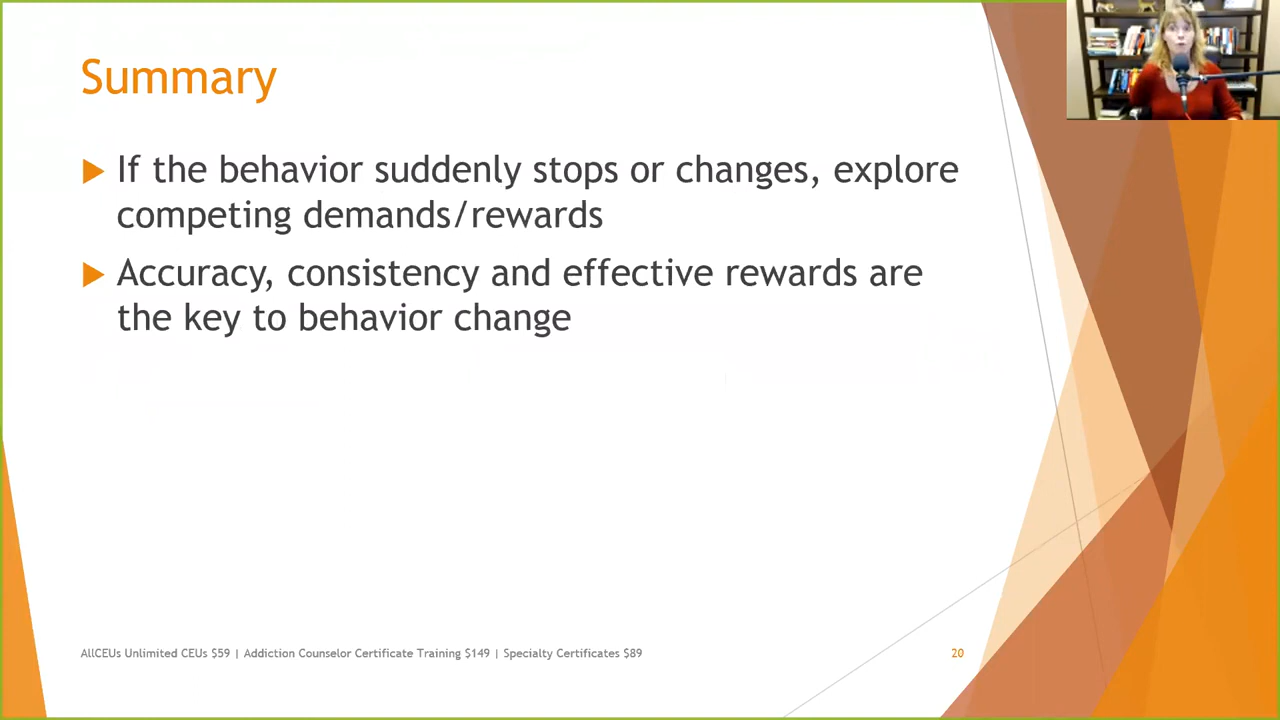 Summary
If the behavior suddenly stops or changes, explore
competing demands/rewards
Accuracy, consistency and effective rewards are
the key to behavior change
AllCEUs Unlimited CEUs $59 | Addiction Counselor Certificate Training $149 | Specialty Certificates $89
20